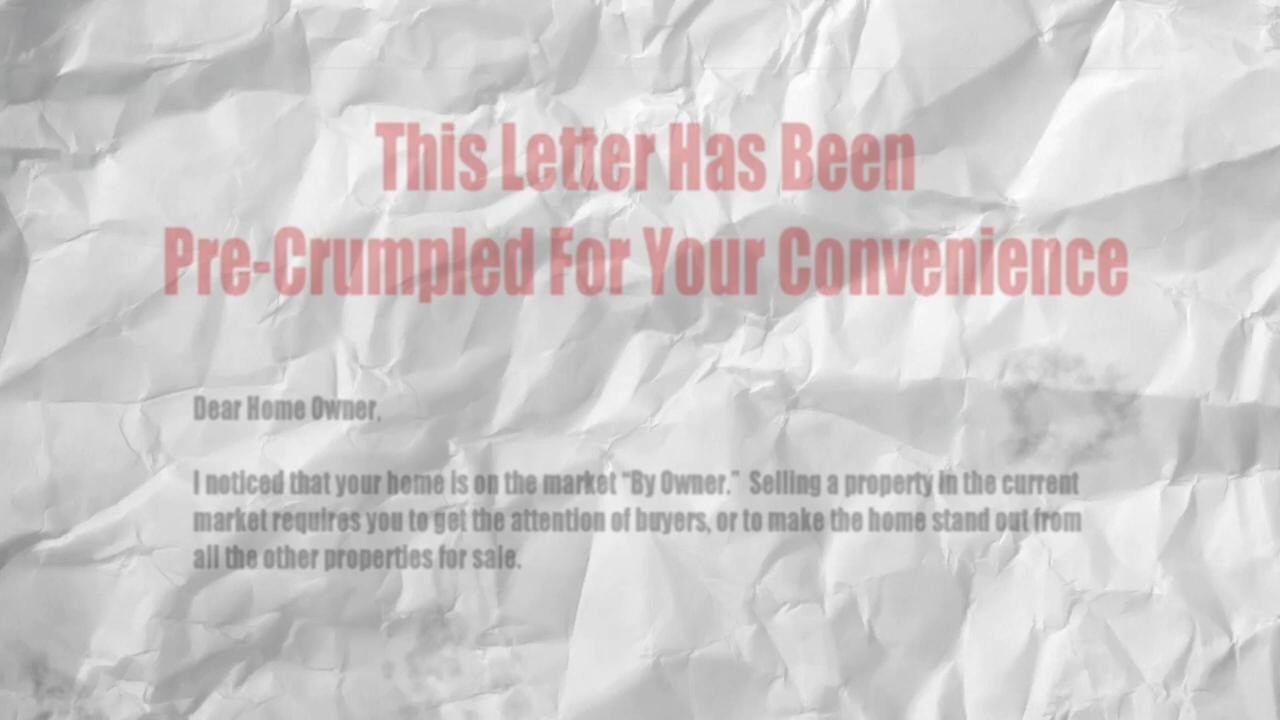 This Letter Has Been
Pre-Crumpled For Your Convenience
Dear Home Owner,
I noticed that your home is on the market “By Owner.” Selling a property in the current
market requires you to get the attention of buyers, or to make the home stand out from
all the other properties for sale.